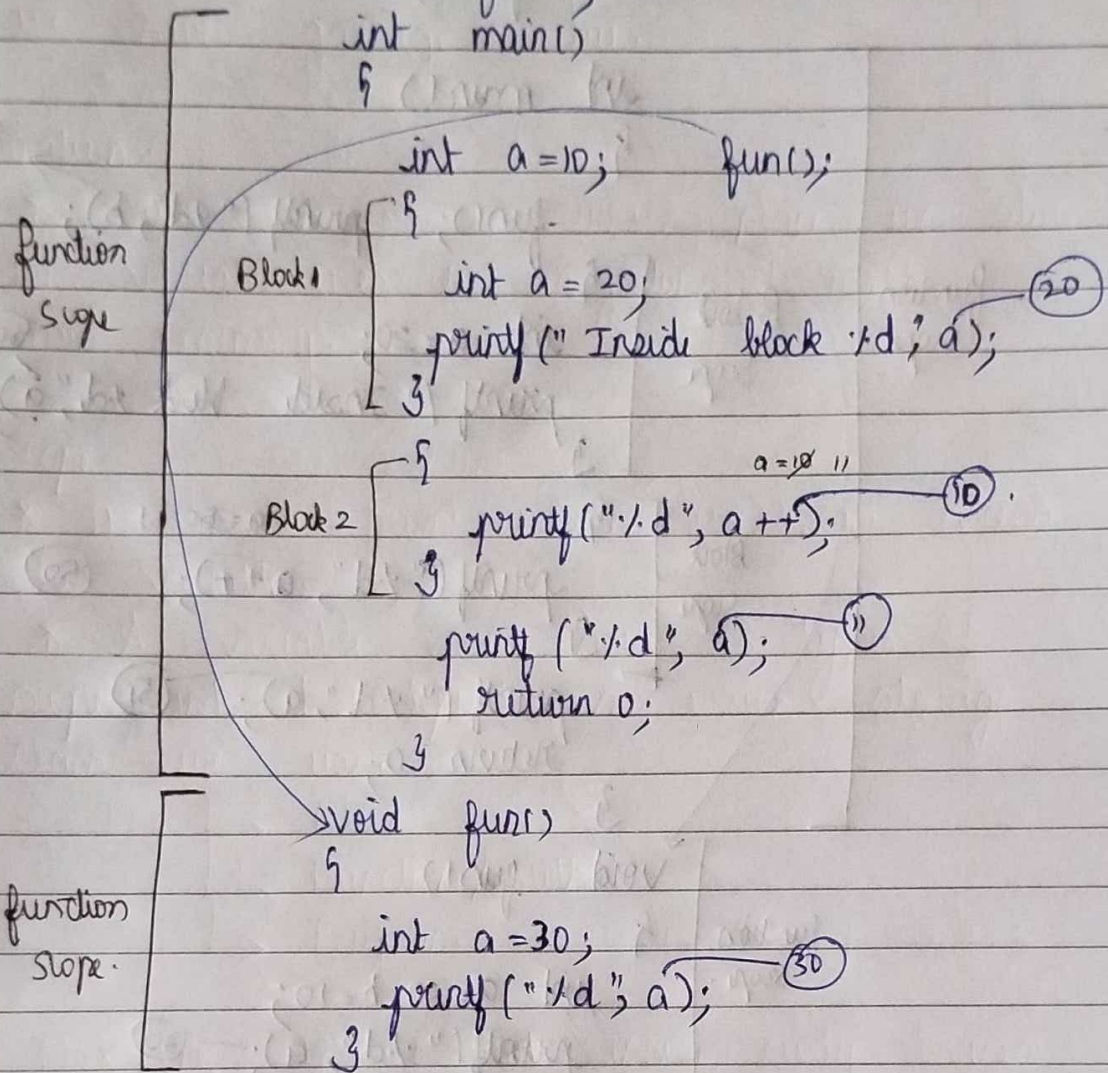 int main()
{
int a=10; fun();
function scope
Block1
{
int a = 20;
20
printf (" Inside block %d", a);
}
{
a=10 11
Block 2
printf("%d", a++);
10
}
printf ("%d", a);
11
return 0;
}
void fun()
{
function scope.
int a=30;
printf ("%d", a);
30
}